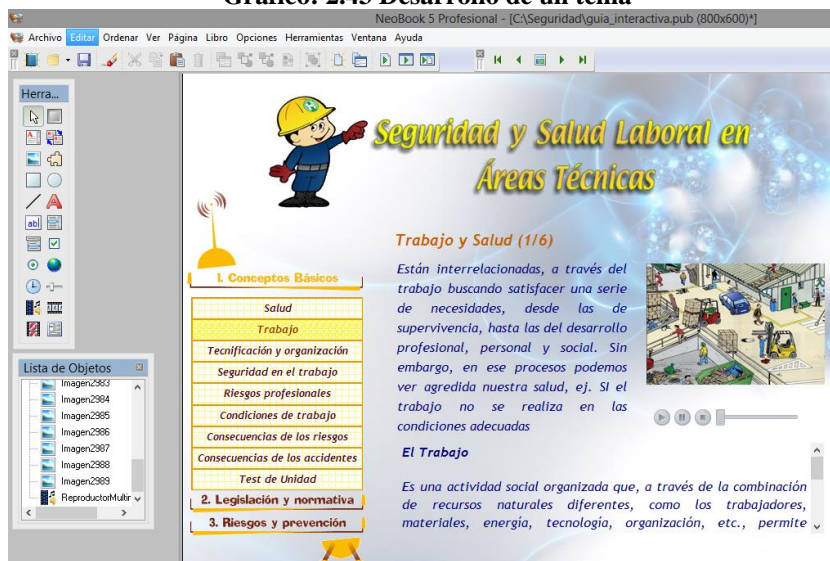 Gráfico: 2.45 Desarrollo de un tema
NeoBook 5 Profesional - [C:\Seguridad\guia_interactiva.pub (800x600)*]
Archivo Editar Ordenar Ver Página Libro Opciones Herramientas Ventana Ayuda
Herra...
Seguridad y Salud Laboral en
Áreas Técnicas
Trabajo y Salud (1/6)
Están interrelacionadas, a través del
trabajo buscando satisfacer una serie
de necesidades, desde las de
supervivencia, hasta las del desarrollo
profesional, personal y social. Sin
embargo, en ese procesos podemos
ver agredida nuestra salud, ej. SI el
trabajo no se realiza en las
condiciones adecuadas
El Trabajo
Es una actividad social organizada que, a través de la combinación
de recursos naturales diferentes, como los trabajadores,
materiales, energía, tecnología, organización, etc., permite
1. Conceptos Básicos
Salud
Trabajo
Tecnificación y organización
Seguridad en el trabajo
Riesgos profesionales
Condiciones de trabajo
Consecuencias de los riesgos
Consecuencias de los accidentes
Test de Unidad
2. Legislación y normativa
3. Riesgos y prevención
Lista de Objetos
Imagen2983
Imagen2984
Imagen2985
Imagen2986
Imagen2987
Imagen2988
Imagen2989
ReproductorMultir